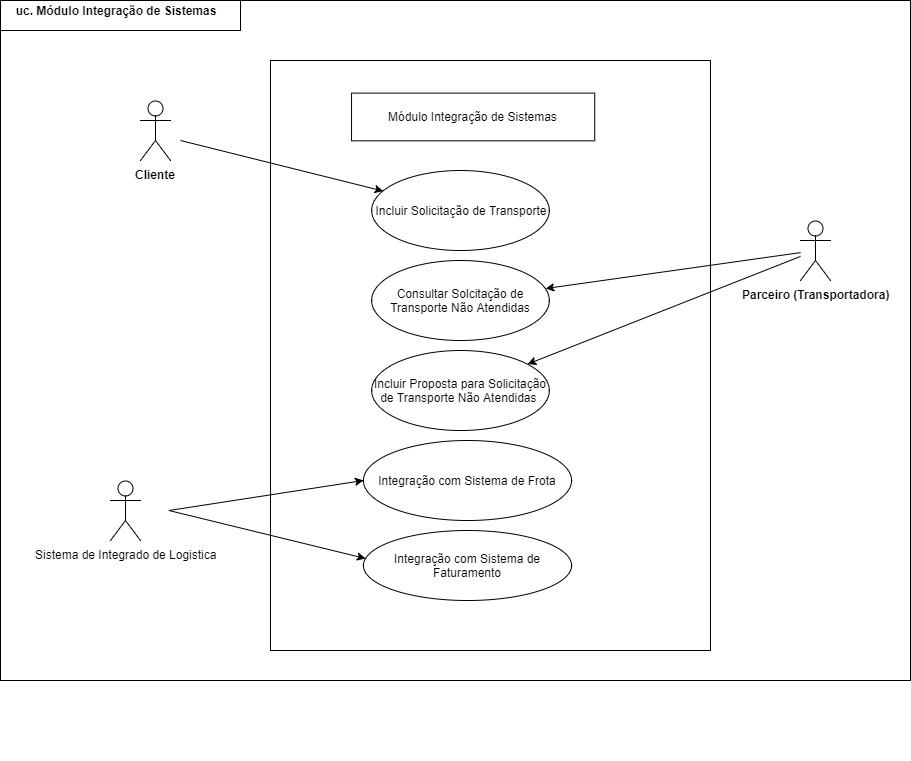 uc. Módulo Integração de Sistemas
Módulo Integração de Sistemas
Cliente
Incluir Solicitação de Transporte
Consultar Solcitação de
Transporte Não Atendidas
Parceiro (Transportadora)
Incluir Proposta para Solicitação
de Transporte Não Atendidas
Integração com Sistema de Frota
Sistema de Integrado de Logistica
Integração com Sistema de
Faturamento